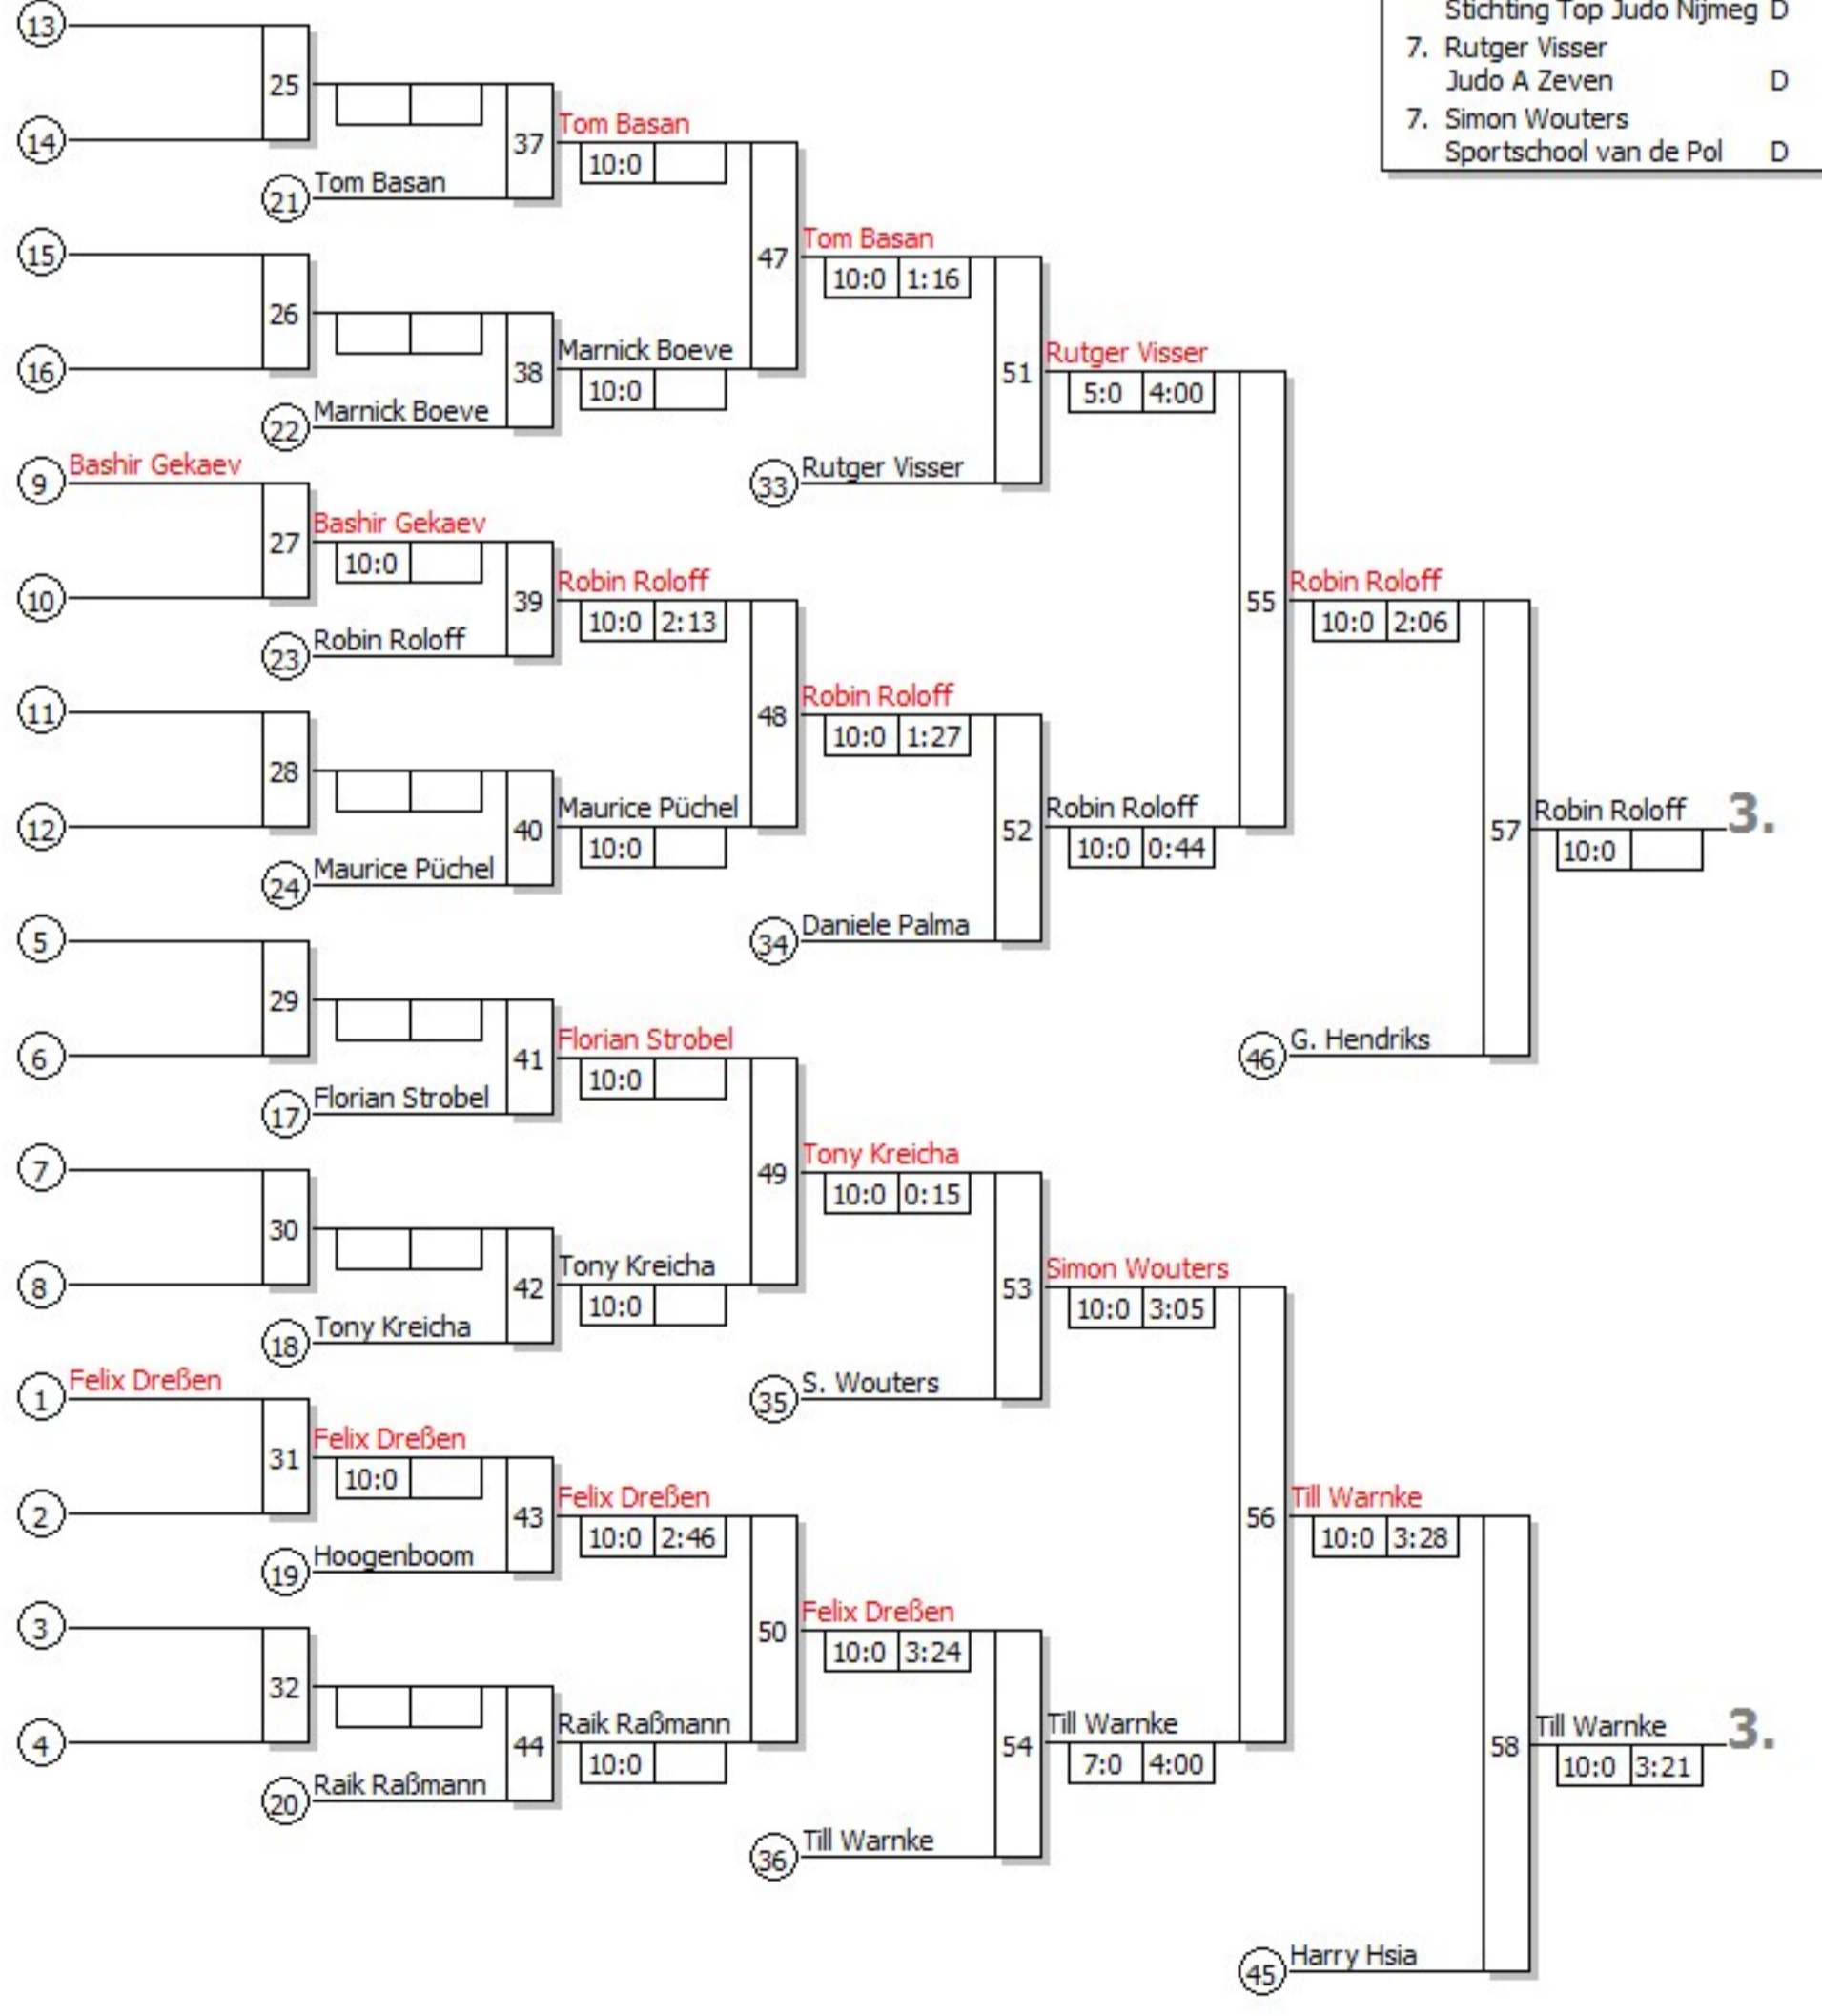 Stichting Top Judo Nijmeg D
7. Rutger Visser
Judo A Zeven D
7. Simon Wouters
Sportschool van de Pol D
13
25
14
37
Tom Basan
10:0
21
Tom Basan
15
47
Tom Basan
10:0 1:16
26
16
38
Marnick Boeve
10:0
22
Marnick Boeve
51
Rutger Visser
5:0 4:00
9
Bashir Gekaev
33
Rutger Visser
27
Bashir Gekaev
10:0
10
39
Robin Roloff
10:0 2:13
23
Robin Roloff
55
Robin Roloff
10:0 2:06
11
48
Robin Roloff
10:0 1:27
28
12
40
Maurice Püchel
10:0
24
Maurice Püchel
52
Robin Roloff
10:0 0:44
57
Robin Roloff
3.
10:0
34
Daniele Palma
5
29
6
41
Florian Strobel
10:0
46
G. Hendriks
17
Florian Strobel
7
49
Tony Kreicha
10:0 0:15
30
8
42
Tony Kreicha
10:0
18
Tony Kreicha
53
Simon Wouters
10:0 3:05
1
Felix Dreßen
35
S. Wouters
31
Felix Dreßen
10:0
2
43
Felix Dreßen
10:0 2:46
19
Hoogenboom
56
Till Warnke
10:0 3:28
3
50
Felix Dreßen
10:0 3:24
32
4
44
Raik Raßmann
10:0
20
Raik Raßmann
54
Till Warnke
7:0 4:00
58
Till Warnke
3.
10:0 3:21
36
Till Warnke
45
Harry Hsia